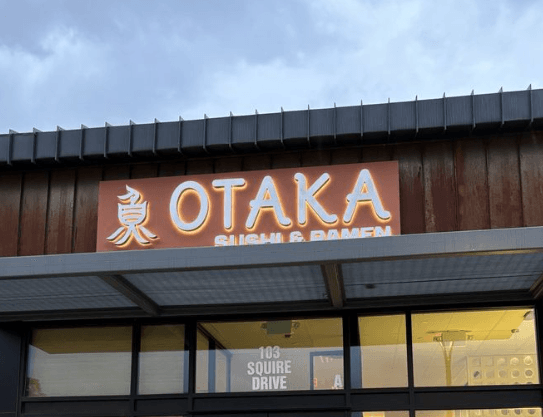 OTAKA
SUSHI & RAMEN
103
SQUIRE
DRIVE
A